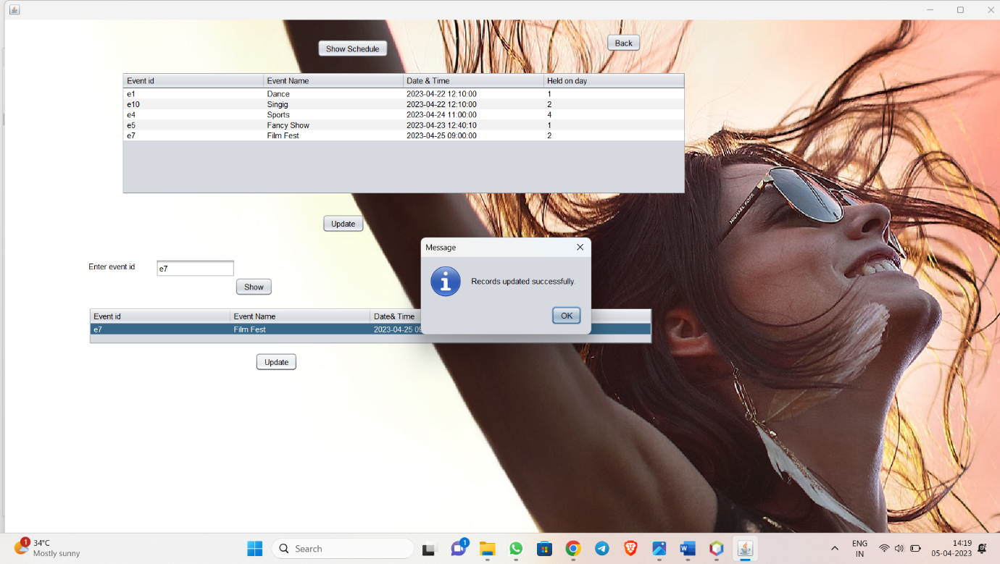 Show Schedule
Back
Event id Event Name Date & Time Held on day
e1 Dance 2023-04-22 12:10:00 1
e10 Singig 2023-04-22 12:10:00 2
e4 Sports 2023-04-24 11:00:00 4
e5 Fancy Show 2023-04-23 12:40:10 1
e7 Film Fest 2023-04-25 09:00:00 2
Update
Message
Records updated successfully.
OK
Enter event id e7
Show
Event id Event Name Date& Time
e7 Film Fest 2023-04-25 09
Update
MICHAEL KORS
1
34°C
Mostly sunny
Search
1
W
ENG
IN
14:19
05-04-2023